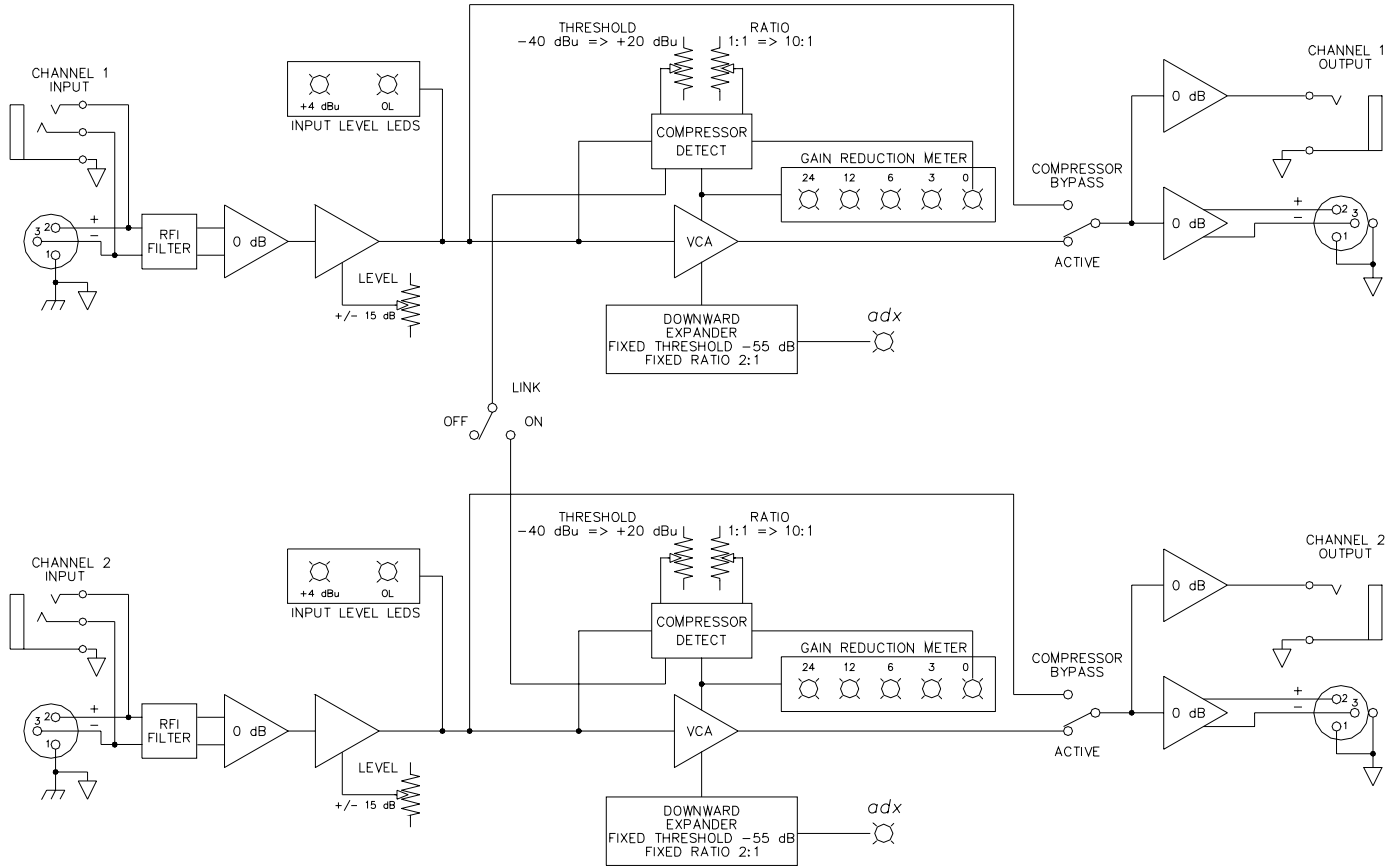 THRESHOLD
-40 dBu => +20 dBu
RATIO
1:1 => 10:1
CHANNEL 1
INPUT
+4 dBu
OL
INPUT LEVEL LEDS
COMPRESSOR
DETECT
GAIN REDUCTION METER
24 12 6 3 0
COMPRESSOR
BYPASS
0 dB
CHANNEL 1
OUTPUT
+
-
3 2
1
RFI
FILTER
0 dB
LEVEL
+/- 15 dB
VCA
ACTIVE
0 dB
+
-
2
3
1
DOWNWARD
EXPANDER
FIXED THRESHOLD -55 dB
FIXED RATIO 2:1
adx
LINK
OFF
ON
THRESHOLD
-40 dBu => +20 dBu
RATIO
1:1 => 10:1
CHANNEL 2
INPUT
+4 dBu
OL
INPUT LEVEL LEDS
COMPRESSOR
DETECT
GAIN REDUCTION METER
24 12 6 3 0
COMPRESSOR
BYPASS
0 dB
CHANNEL 2
OUTPUT
+
-
3 2
1
RFI
FILTER
0 dB
LEVEL
+/- 15 dB
VCA
ACTIVE
0 dB
+
-
2
3
1
DOWNWARD
EXPANDER
FIXED THRESHOLD -55 dB
FIXED RATIO 2:1
adx